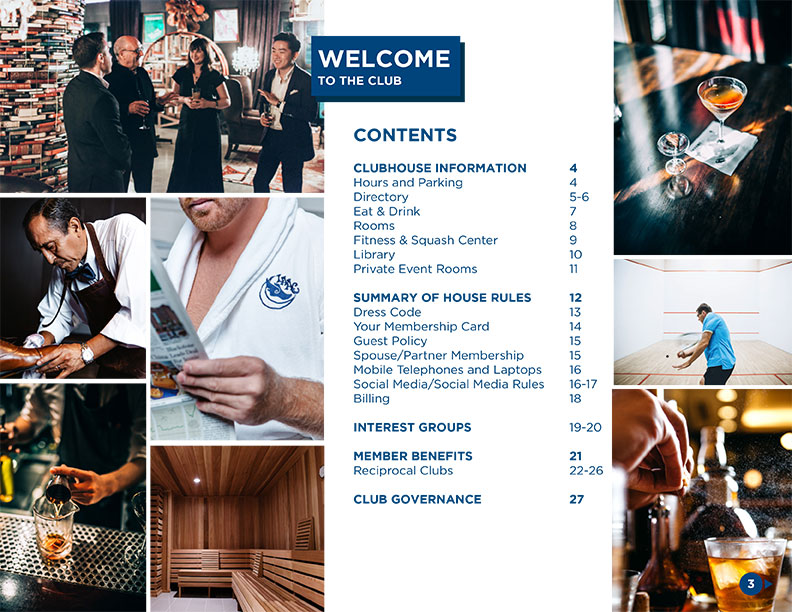 WELCOME
TO THE CLUB
CONTENTS
CLUBHOUSE INFORMATION 4
Hours and Parking 4
Directory 5-6
Eat & Drink 7
Rooms 8
Fitness & Squash Center 9
Library 10
Private Event Rooms 11
SUMMARY OF HOUSE RULES 12
Dress Code 13
Your Membership Card 14
Guest Policy 15
Spouse/Partner Membership 15
Mobile Telephones and Laptops 16
Social Media/Social Media Rules 16-17
Billing 18
INTEREST GROUPS 19-20
MEMBER BENEFITS 21
Reciprocal Clubs 22-26
CLUB GOVERNANCE 27
3